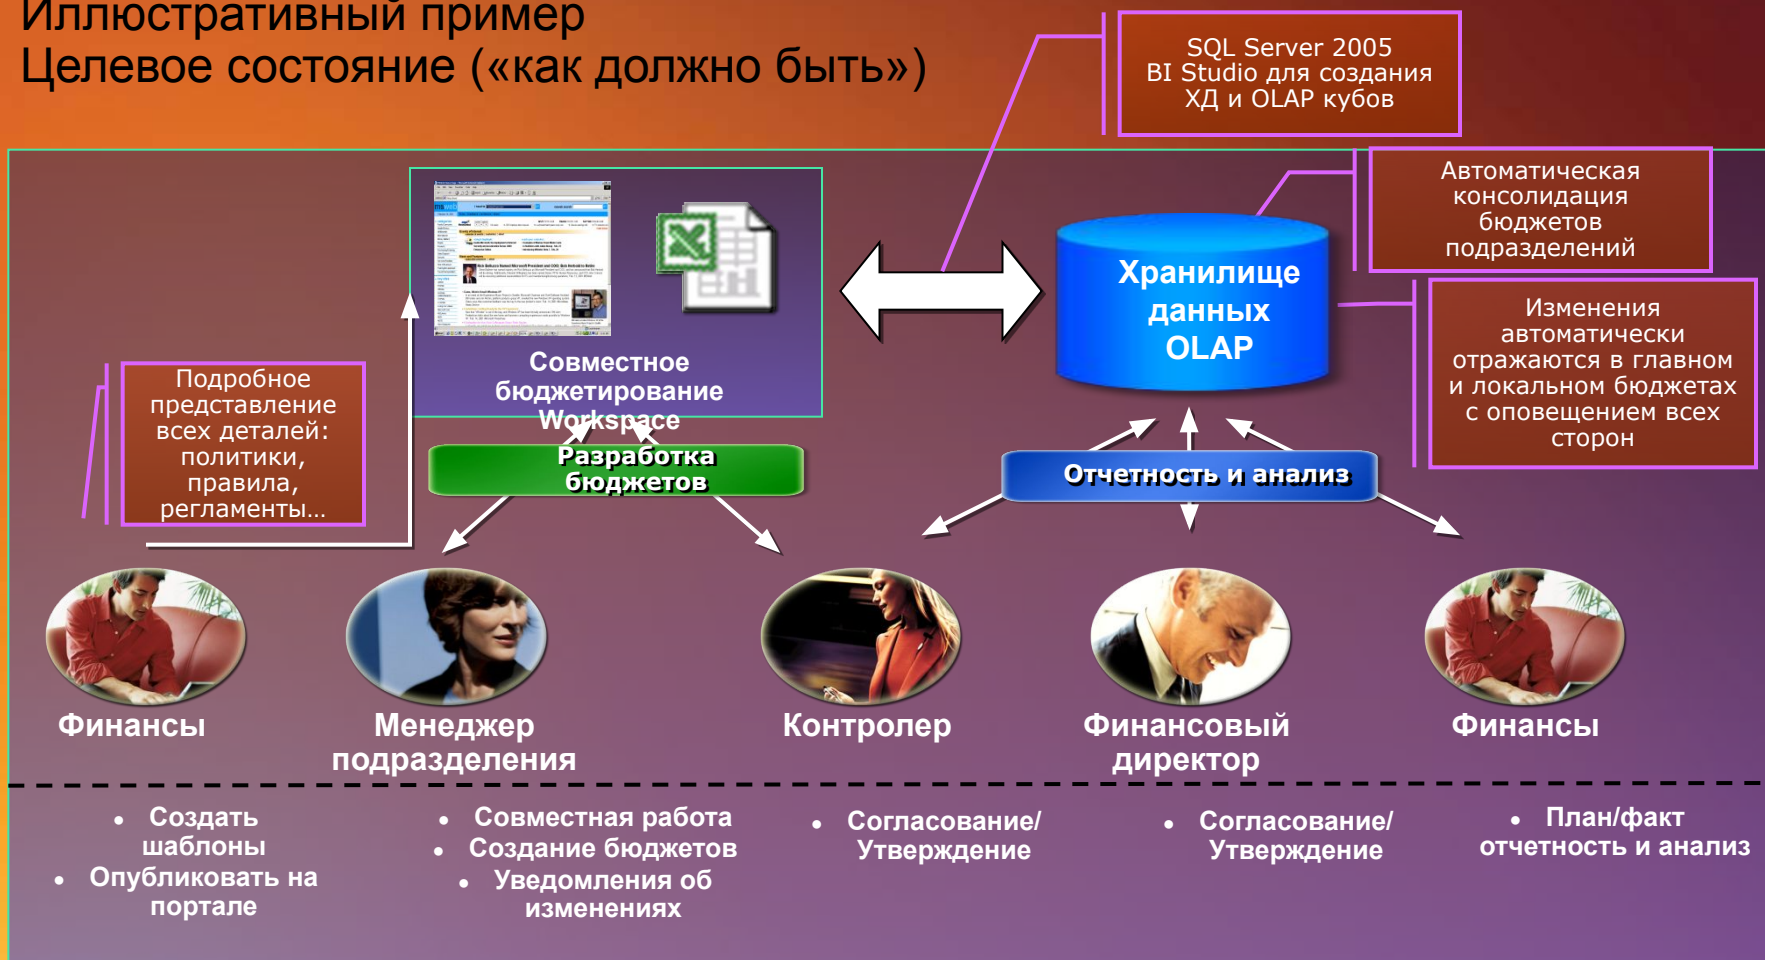 Иллюстративный пример
Целевое состояние («как должно быть»)
SQL Server 2005
BI Studio для создания
ХД и OLAP кубов
Автоматическая
консолидация
бюджетов
подразделений
Изменения
автоматически
отражаются в главном
и локальном бюджетах
с оповещением всех
сторон
Хранилище
данных
OLAP
Совместное
бюджетирование
Workspace
Подробное
представление
всех деталей:
политики,
правила,
регламенты…
Разработка
бюджетов
Отчетность и анализ
Финансы
Менеджер
подразделения
Контролер
Финансовый
директор
Финансы
• Создать
шаблоны
• Опубликовать на
портале
• Совместная работа
• Создание бюджетов
• Уведомления об
изменениях
• Согласование/
Утверждение
• Согласование/
Утверждение
• План/факт
отчетность и анализ